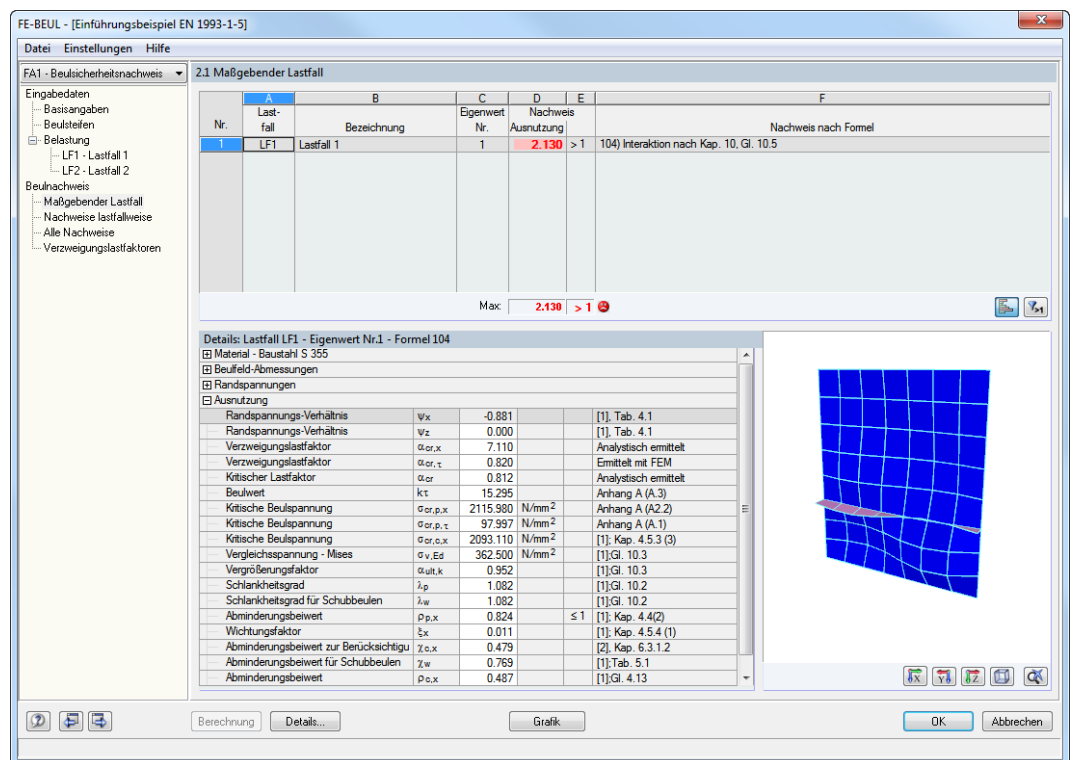 FE-BEUL - [Einführungsbeispiel EN 1993-1-5]
Datei Einstellungen Hilfe
FA1 - Beulsicherheitsnachweis
Eingabedaten
Basisangaben
Beulsteifen
Belastung
LF1 - Lastfall 1
LF2 - Lastfall 2
Beulnachweis
Maßgebender Lastfall
Nachweise lastfallweise
Alle Nachweise
Verzweigungslastfaktoren
2.1 Maßgebender Lastfall
A B C D E F
Last- Eigenwert Nachweis
Nr. fall Bezeichnung Nr. Ausnutzung Nachweis nach Formel
1 LF1 Lastfall 1 1 2.130 > 1 104) Interaktion nach Kap. 10, Gl. 10.5
Max: 2.130 > 1
>1
Details: Lastfall LF1 - Eigenwert Nr.1 - Formel 104
Material - Baustahl S 355
Beulfeld-Abmessungen
Randspannungen
Ausnutzung
Randspannungs-Verhältnis ψx -0.881 [1], Tab. 4.1
Randspannungs-Verhältnis ψz 0.000 [1], Tab. 4.1
Verzweigungslastfaktor αcr,x 7.110 Analystisch ermittelt
Verzweigungslastfaktor αcr,τ 0.820 Ermittelt mit FEM
Kritischer Lastfaktor αcr 0.812 Analystisch ermittelt
Beulwert kτ 15.295 Anhang A (A.3)
Kritische Beulspannung σcr,p,x 2115.980 N/mm2 Anhang A (A2.2)
Kritische Beulspannung σcr,p,τ 97.997 N/mm2 Anhang A (A.1)
Kritische Beulspannung σcr,c,x 2093.110 N/mm2 [1]; Kap. 4.5.3 (3)
Vergleichsspannung - Mises σv,Ed 362.500 N/mm2 [1];Gl. 10.3
Vergrößerungsfaktor αult,k 0.952 [1];Gl. 10.3
Schlankheitsgrad λp 1.082 [1];Gl. 10.2
Schlankheitsgrad für Schubbeulen λw 1.082 [1];Gl. 10.2
Abminderungsbeiwert ρp,x 0.824 ≤ 1 [1]; Kap. 4.4(2)
Wichtungsfaktor ξx 0.011 [1]; Kap. 4.5.4 (1)
Abminderungsbeiwert zur Berücksichtigu χc,x 0.479 [2], Kap. 6.3.1.2
Abminderungsbeiwert für Schubbeulen χw 0.769 [1];Tab. 5.1
Abminderungsbeiwert ρc,x 0.487 [1];Gl. 4.13
X Y Z
Berechnung Details... Grafik OK Abbrechen